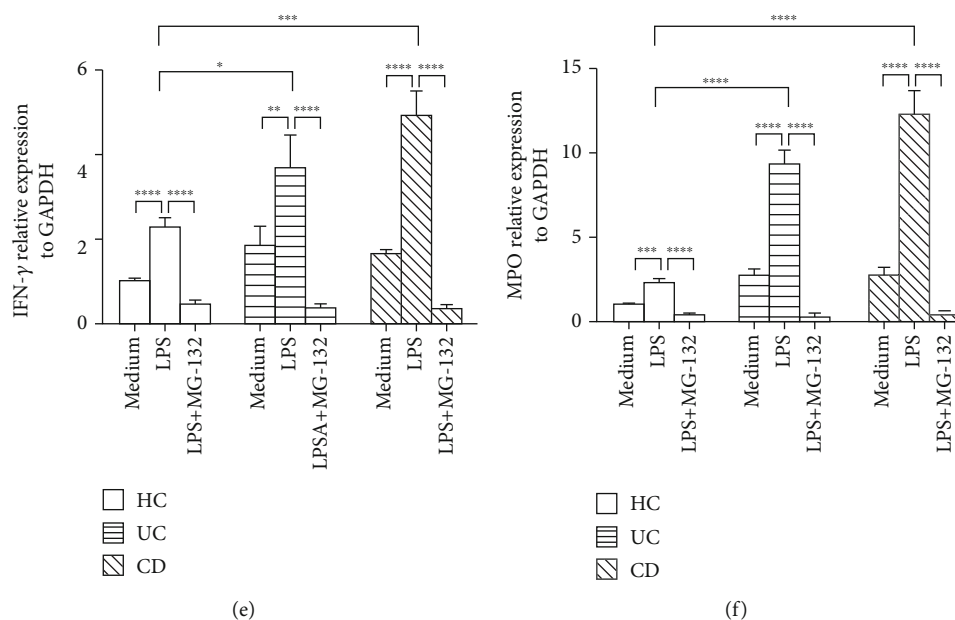 ***
*
**** ****
** ****
**** ****
6
4
2
0
IFN-γ relative expression
to GAPDH
Medium
LPS
LPS+MG-132
Medium
LPS
LPSA+MG-132
Medium
LPS
LPS+MG-132
HC
UC
CD
(e)
****
****
*** ****
**** ****
**** ****
15
10
5
0
MPO relative expression
to GAPDH
Medium
LPS
LPS+MG-132
Medium
LPS
LPS+MG-132
Medium
LPS
LPS+MG-132
HC
UC
CD
(f)